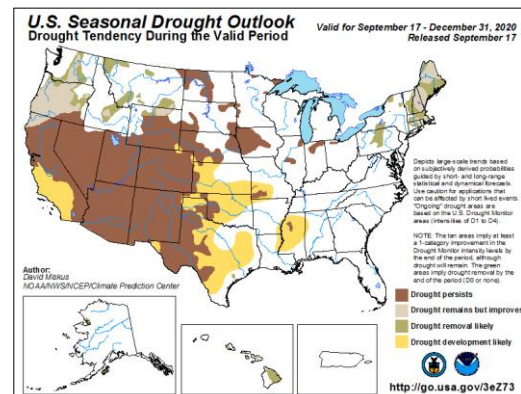 U.S. Seasonal Drought Outlook
Drought Tendency During the Valid Period
Valid for September 17 - December 31, 2020
Released September 17
Depicts large-scale trends based
on subjectively derived probabilities
guided by short- and long-range
statistical and dynamical forecasts.
Use caution for applications that
can be affected by short lived events.
"Ongoing" drought areas are
based on the U.S. Drought Monitor
areas (intensities of D1 to D4).
NOTE: The tan areas imply at least
a 1-category improvement in the
Drought Monitor intensity levels by
the end of the period, although
drought will remain. The green
areas imply drought removal by the
end of the period (D0 or none).
Author:
David Miskus
NOAA/NWS/NCEP/Climate Prediction Center
Drought persists
Drought remains but improves
Drought removal likely
Drought development likely
http://go.usa.gov/3eZ73